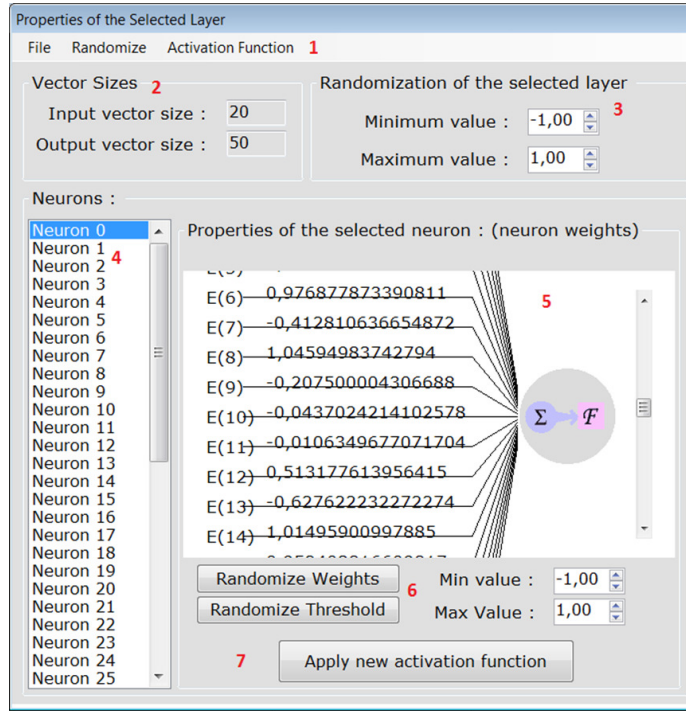 Properties of the Selected Layer
File Randomize Activation Function 1
Vector Sizes 2
Input vector size : 20
Output vector size : 50
Randomization of the selected layer
Minimum value : -1,00 3
Maximum value : 1,00
Neurons :
Neuron 0
Neuron 1
Neuron 2
Neuron 3
Neuron 4
Neuron 5
Neuron 6
Neuron 7
Neuron 8
Neuron 9
Neuron 10
Neuron 11
Neuron 12
Neuron 13
Neuron 14
Neuron 15
Neuron 16
Neuron 17
Neuron 18
Neuron 19
Neuron 20
Neuron 21
Neuron 22
Neuron 23
Neuron 24
Neuron 25
4
Properties of the selected neuron : (neuron weights)
E(6) 0,976877873390811
E(7) -0,412810636654872
E(8) 1,04594983742794
E(9) -0,207500004306688
E(10) -0,0437024214102578
E(11) -0,0106349677071704
E(12) 0,513177613956415
E(13) -0,627622232272274
E(14) 1,01495900997885
5
Σ F
Randomize Weights
Randomize Threshold
6
Min value : -1,00
Max Value : 1,00
7 Apply new activation function